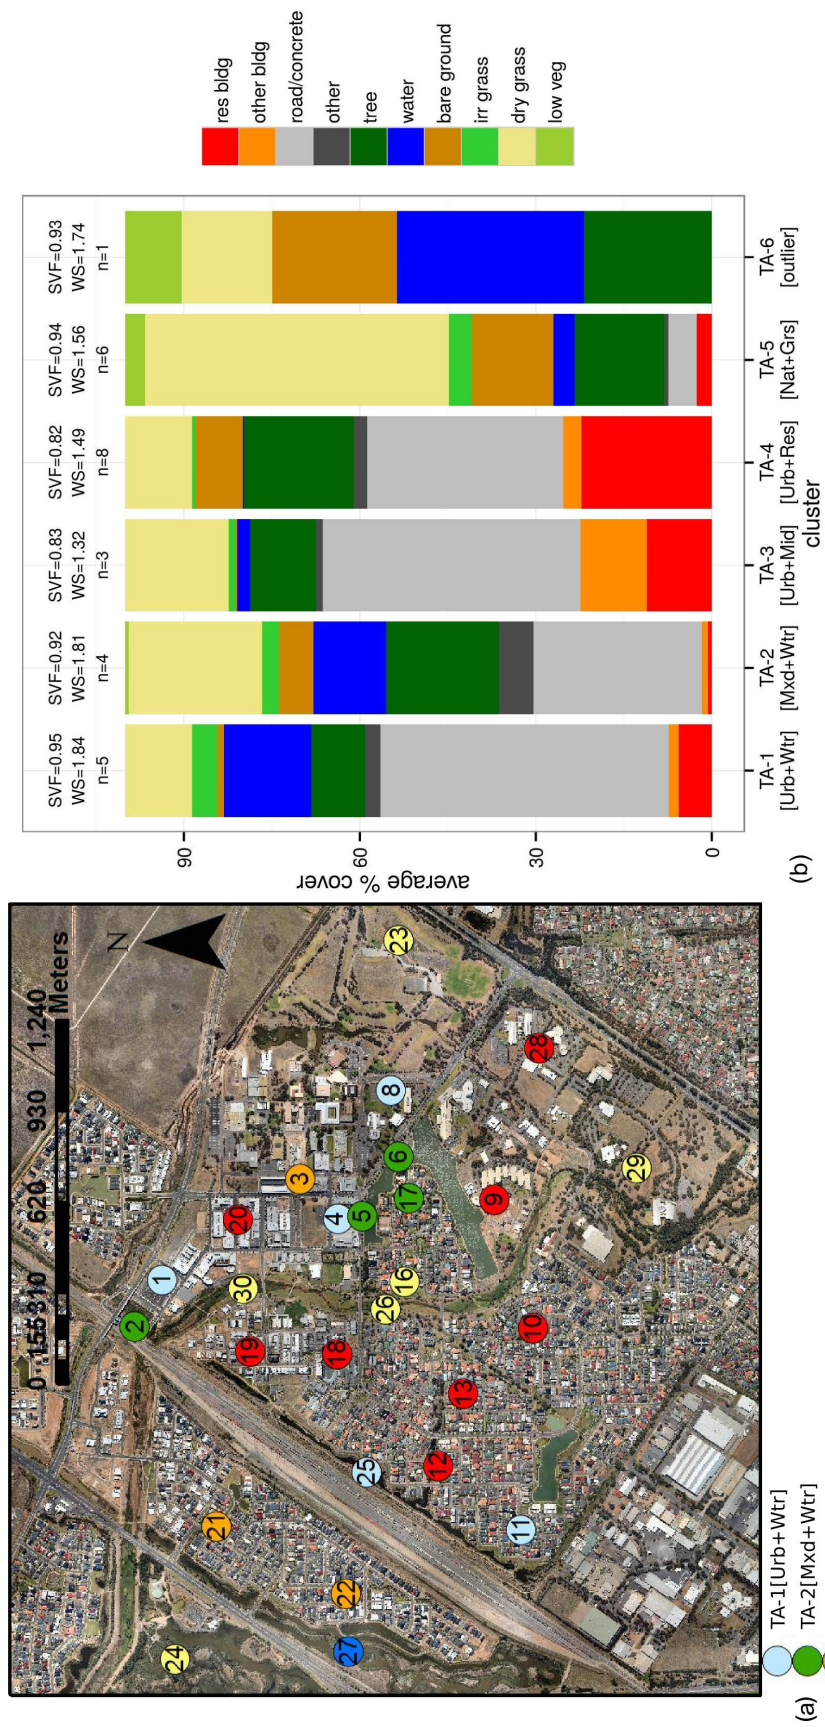 0 155 310 620 930 1,240
Meters
N
24
27
22
21
11
25
12
13
18
19
10
2
26
16
30
1
5
4
20
17
9
3
6
29
8
28
23
TA-1[Urb+Wtr]
TA-2[Mxd+Wtr]
(a)
SVF=0.95
WS=1.84
n=5
SVF=0.92
WS=1.81
n=4
SVF=0.83
WS=1.32
n=3
SVF=0.82
WS=1.49
n=8
SVF=0.94
WS=1.56
n=6
SVF=0.93
WS=1.74
n=1
average % cover
90
60
30
0
TA-1
[Urb+Wtr]
TA-2
[Mxd+Wtr]
TA-3
[Urb+Mid]
TA-4
[Urb+Res]
TA-5
[Nat+Grs]
TA-6
[outlier]
cluster
(b)
res bldg
other bldg
road/concrete
other
tree
water
bare ground
irr grass
dry grass
low veg